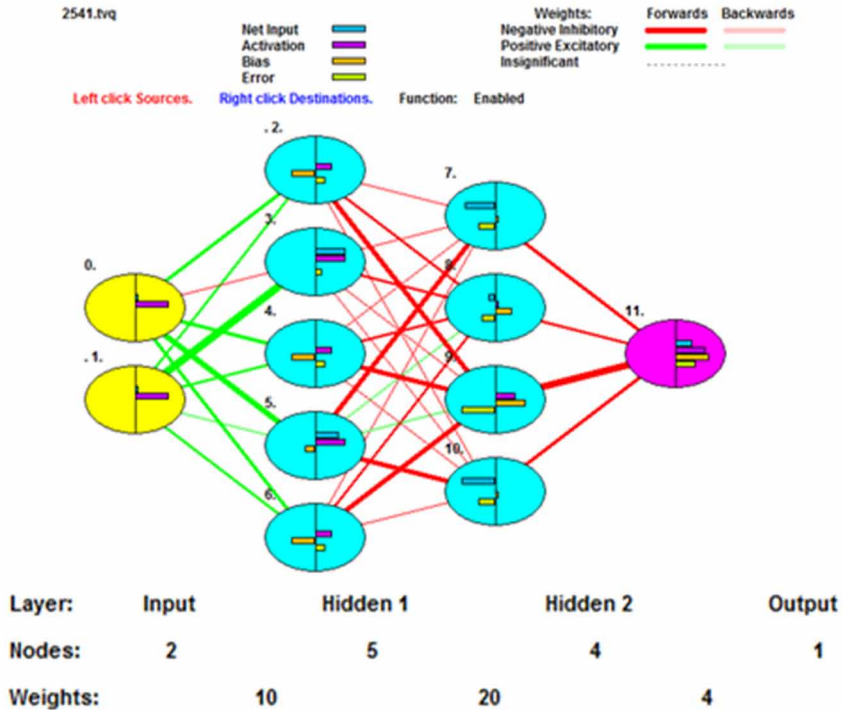 2541.tvq
Weights: Forwards Backwards
Net Input
Negative Inhibitory
Activation
Positive Excitatory
Bias
Insignificant
Error
Left click Sources. Right click Destinations. Function: Enabled
. 2.
7.
3.
0.
8.
4.
11.
. 1.
9.
5.
10.
6.
Layer: Input Hidden 1 Hidden 2 Output
Nodes: 2 5 4 1
Weights: 10 20 4